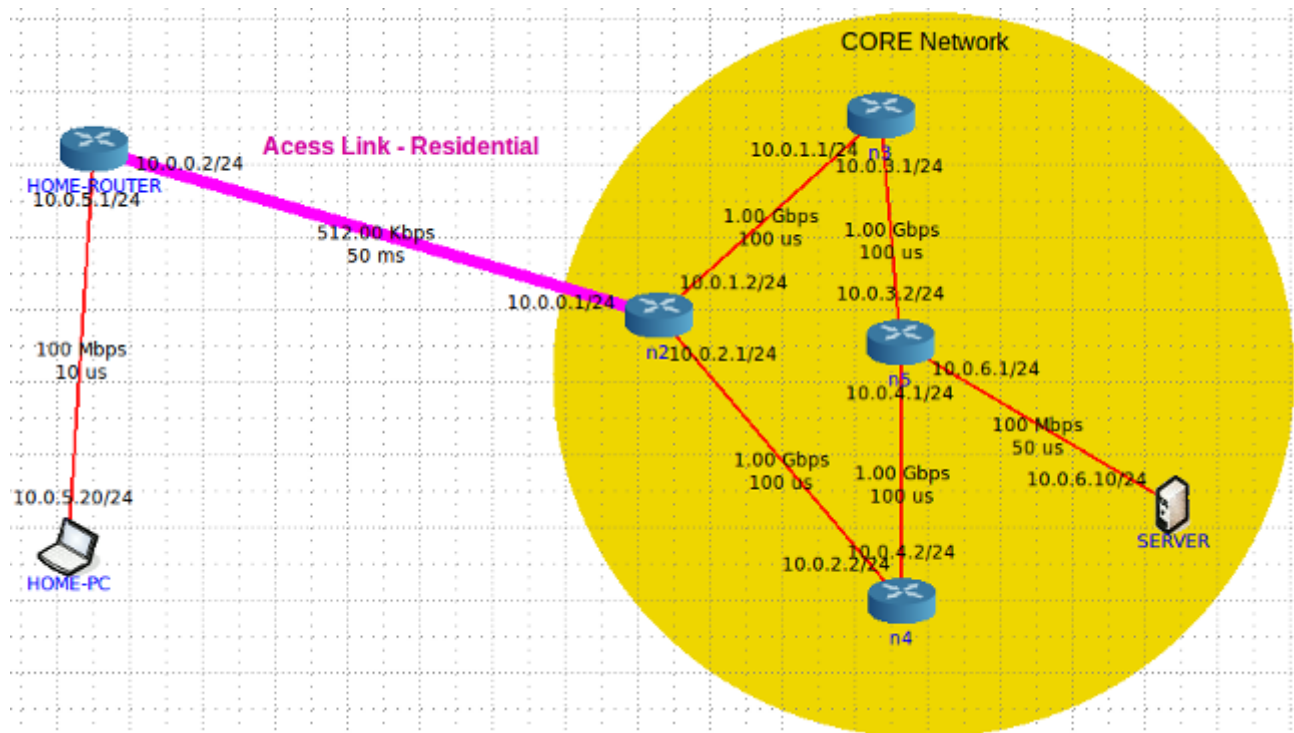 CORE Network
Acess Link - Residential
10.0.0.2/24
HOME-ROUTER
10.0.5.1/24
10.0.1.1/24
n3
10.0.3.1/24
512.00 Kbps
50 ms
1.00 Gbps
100 us
1.00 Gbps
100 us
10.0.1.2/24
10.0.3.2/24
10.0.0.1/24
n2
10.0.2.1/24
100 Mbps
10 us
n5
10.0.6.1/24
10.0.4.1/24
100 Mbps
50 us
1.00 Gbps
100 us
1.00 Gbps
100 us
10.0.6.10/24
10.0.5.20/24
SERVER
10.0.4.2/24
10.0.2.2/24
HOME-PC
n4